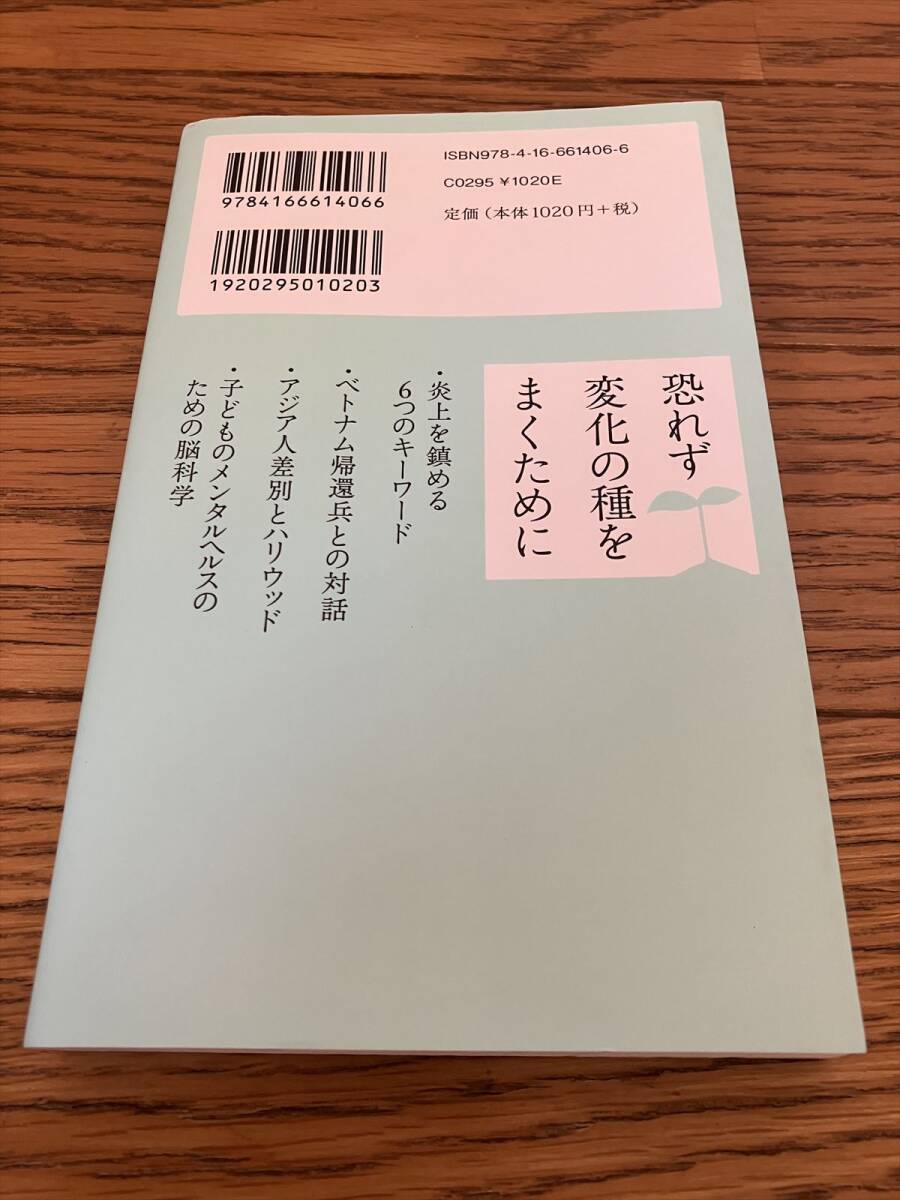 ISBN978-4-16-661406-6
C0295 ¥1020E
定価(本体1020円+税)
9784166614066
1920295010203
恐れず
変化の種を
まくために
・炎上を鎮める
6つのキーワード
・ベトナム帰還兵との対話
・アジア人差別とハリウッド
・子どものメンタルヘルスの
ための脳科学